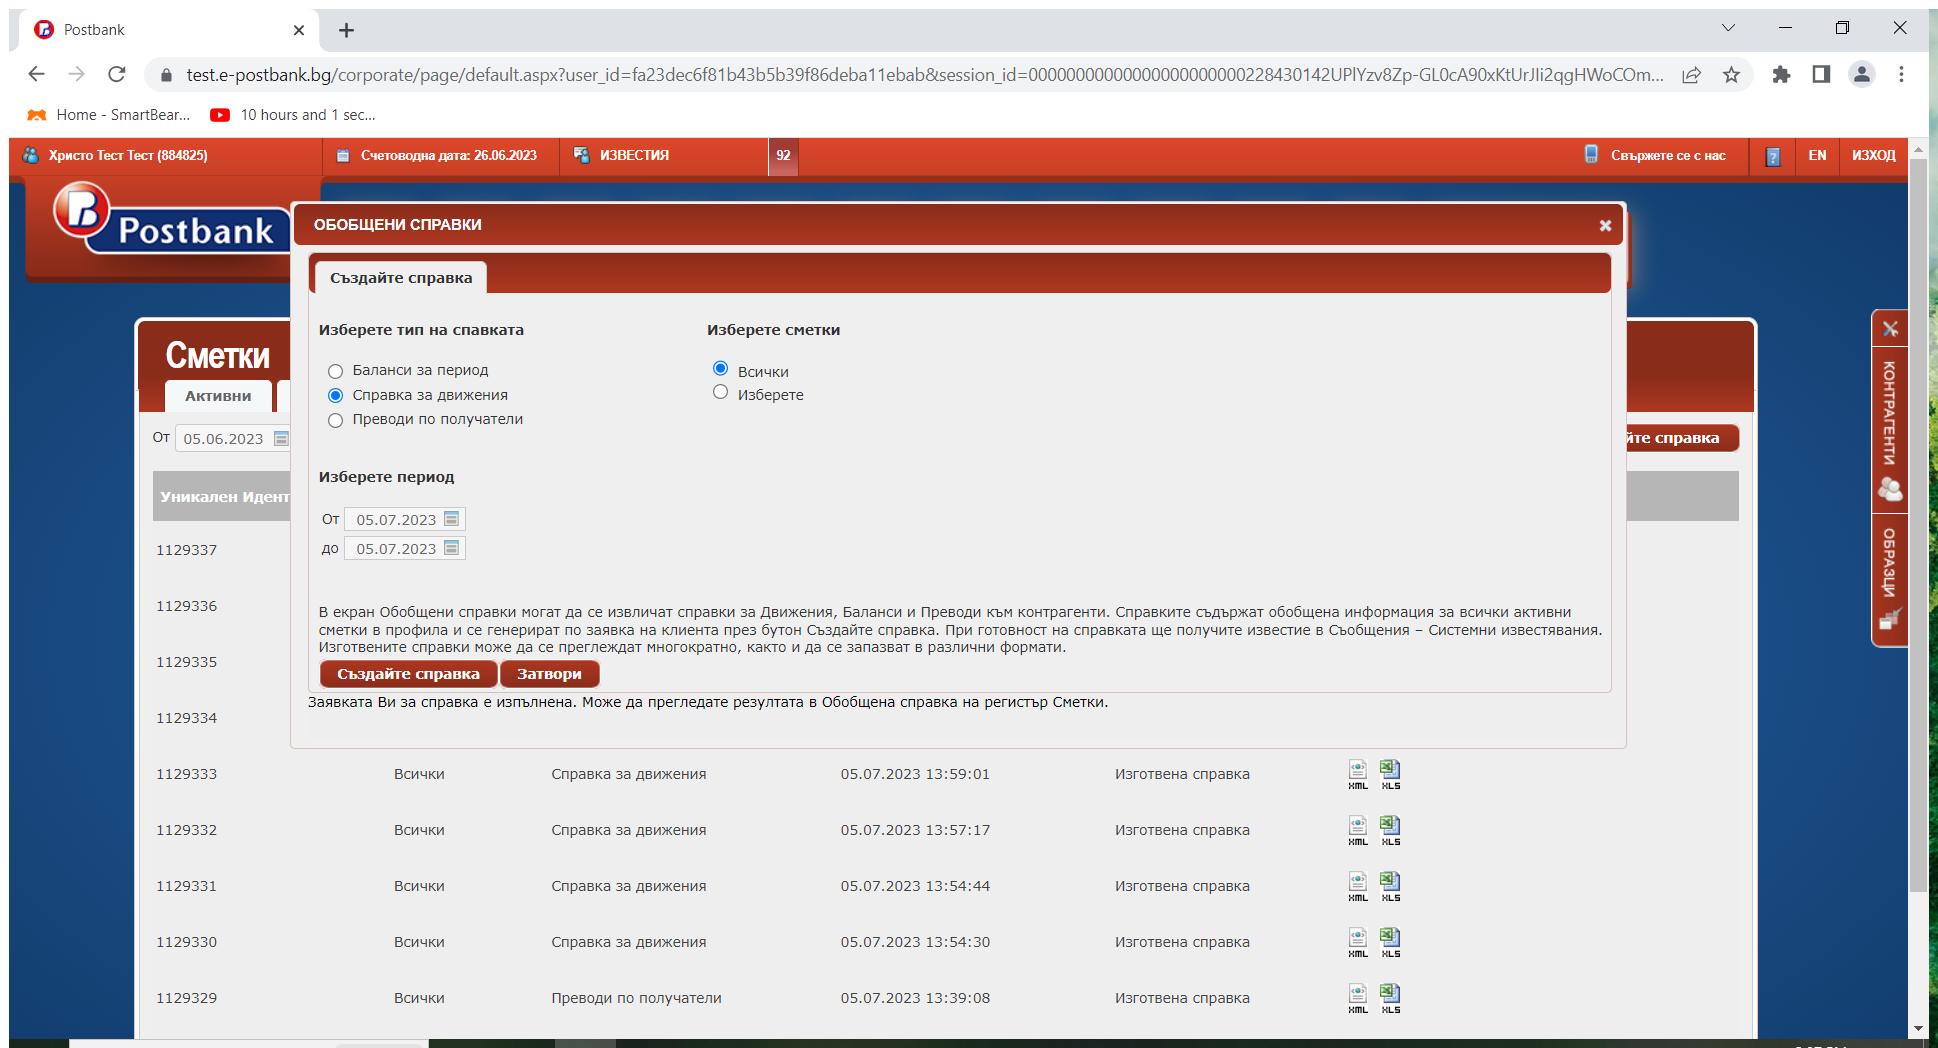 Postbank
test.e-postbank.bg/corporate/page/default.aspx?user_id=fa23dec6f81b43b5b39f86deba11ebab&session_id=
Home - SmartBear...
10 hours and 1 sec...
Христо Тест Тест (884825)
Счетоводна дата: 26.06.2023
ИЗВЕСТИЯ
92
Свържете се с нас
EN
ИЗХОД
Postbank
ОБОБЩЕНИ СПРАВКИ
Създайте справка
Изберете тип на спавката
Изберете сметки
Баланси за период
Всички
Справка за движения
Изберете
Преводи по получатели
Изберете период
От 05.07.2023
до 05.07.2023
В екран Обобщени справки могат да се извличат справки за Движения, Баланси и Преводи към контрагенти. Справките съдържат обобщена информация за всички активни
сметки в профила и се генерират по заявка на клиента през бутон Създайте справка. При готовност на справката ще получите известие в Съобщения – Системни известявания.
Изготвените справки може да се преглеждат многократно, както и да се запазват в различни формати.
Създайте справка
Затвори
Заявката Ви за справка е изпълнена. Може да прегледате резултата в Обобщена справка на регистър Сметки.
Сметки
Активни
От 05.06.2023
йте справка
Уникален Идент
1129337
1129336
1129335
1129334
1129333 Всички Справка за движения 05.07.2023 13:59:01 Изготвена справка XML XLS
1129332 Всички Справка за движения 05.07.2023 13:57:17 Изготвена справка XML XLS
1129331 Всички Справка за движения 05.07.2023 13:54:44 Изготвена справка XML XLS
1129330 Всички Справка за движения 05.07.2023 13:54:30 Изготвена справка XML XLS
1129329 Всички Преводи по получатели 05.07.2023 13:39:08 Изготвена справка XML XLS
КОНТРАГЕНТИ
ОБРАЗЦИ